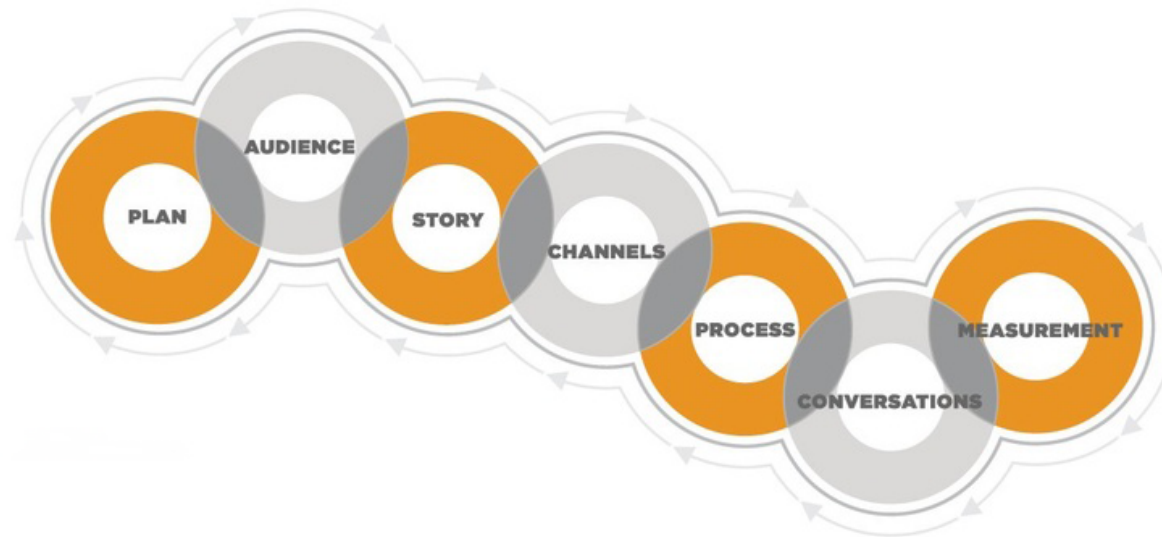 PLAN
AUDIENCE
STORY
CHANNELS
PROCESS
CONVERSATIONS
MEASUREMENT